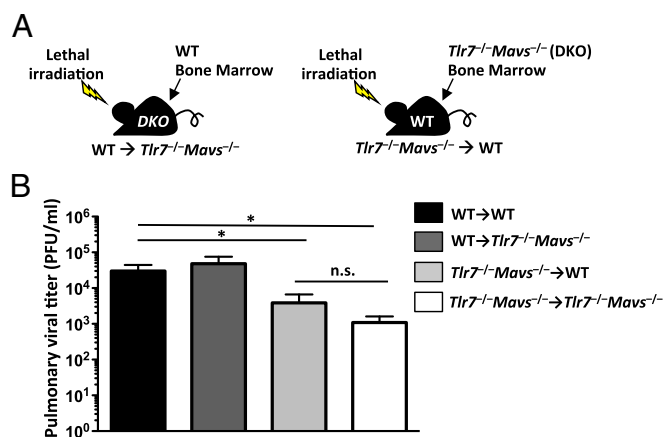 A
Lethal
irradiation
WT
Bone Marrow
DKO
WT → Tlr7–/–Mavs–/–
Lethal
irradiation
Tlr7–/–Mavs–/– (DKO)
Bone Marrow
WT
Tlr7–/–Mavs–/– → WT
B
Pulmonary viral titer (PFU/ml)
10⁶
10⁵
10⁴
10³
10²
10¹
10⁰
*
*
n.s.
WT→WT
WT→Tlr7–/–Mavs–/–
Tlr7–/–Mavs–/–→WT
Tlr7–/–Mavs–/–→Tlr7–/–Mavs–/–